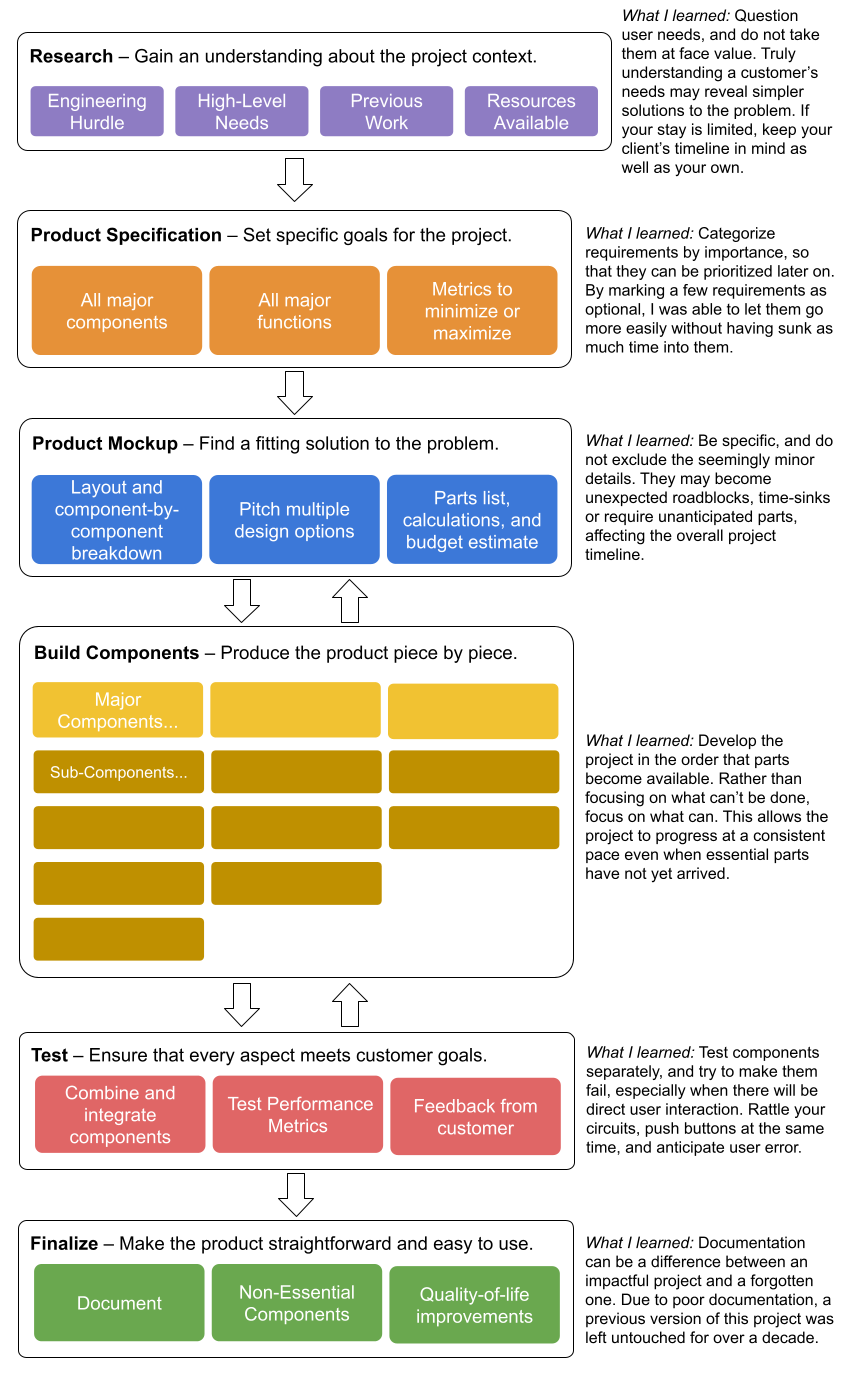 Research – Gain an understanding about the project context.
Engineering
Hurdle
High-Level
Needs
Previous
Work
Resources
Available
What I learned: Question
user needs, and do not take
them at face value. Truly
understanding a customer's
needs may reveal simpler
solutions to the problem. If
your stay is limited, keep your
client's timeline in mind as
well as your own.
Product Specification – Set specific goals for the project.
All major
components
All major
functions
Metrics to
minimize or
maximize
What I learned: Categorize
requirements by importance, so
that they can be prioritized later on.
By marking a few requirements as
optional, I was able to let them go
more easily without having sunk as
much time into them.
Product Mockup – Find a fitting solution to the problem.
Layout and
component-by-
component
breakdown
Pitch multiple
design options
Parts list,
calculations, and
budget estimate
What I learned: Be specific, and do
not exclude the seemingly minor
details. They may become
unexpected roadblocks, time-sinks
or require unanticipated parts,
affecting the overall project
timeline.
Build Components – Produce the product piece by piece.
Major
Components...
Sub-Components...
What I learned: Develop the
project in the order that parts
become available. Rather than
focusing on what can't be done,
focus on what can. This allows the
project to progress at a consistent
pace even when essential parts
have not yet arrived.
Test – Ensure that every aspect meets customer goals.
Combine and
integrate
components
Test Performance
Metrics
Feedback from
customer
What I learned: Test components
separately, and try to make them
fail, especially when there will be
direct user interaction. Rattle your
circuits, push buttons at the same
time, and anticipate user error.
Finalize – Make the product straightforward and easy to use.
Document
Non-Essential
Components
Quality-of-life
improvements
What I learned: Documentation
can be a difference between an
impactful project and a forgotten
one. Due to poor documentation, a
previous version of this project was
left untouched for over a decade.